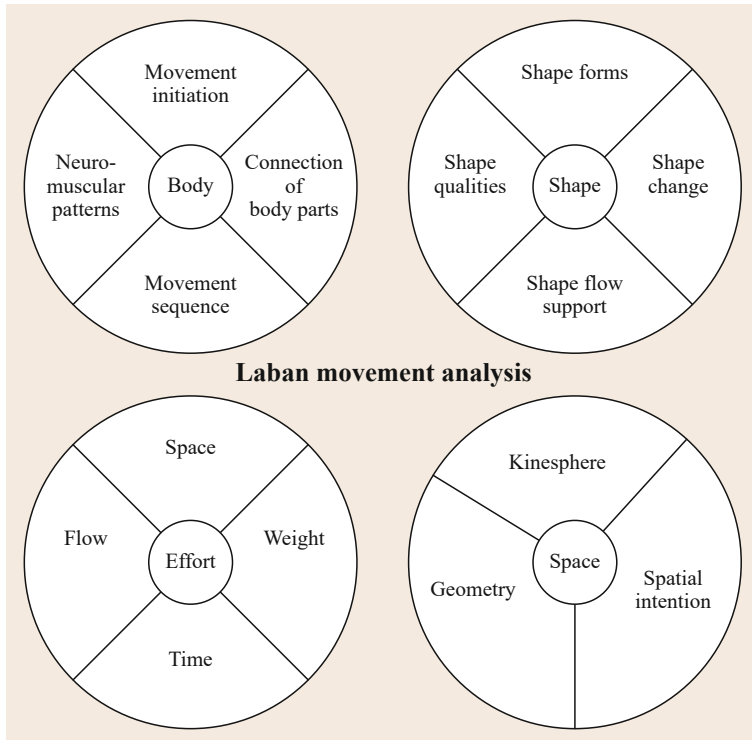 Movement
initiation
Neuro-
muscular
patterns
Body
Connection
of
body parts
Movement
sequence
Shape forms
Shape
qualities
Shape
Shape
change
Shape flow
support
Laban movement analysis
Space
Flow
Effort
Weight
Time
Kinesphere
Geometry
Space
Spatial
intention